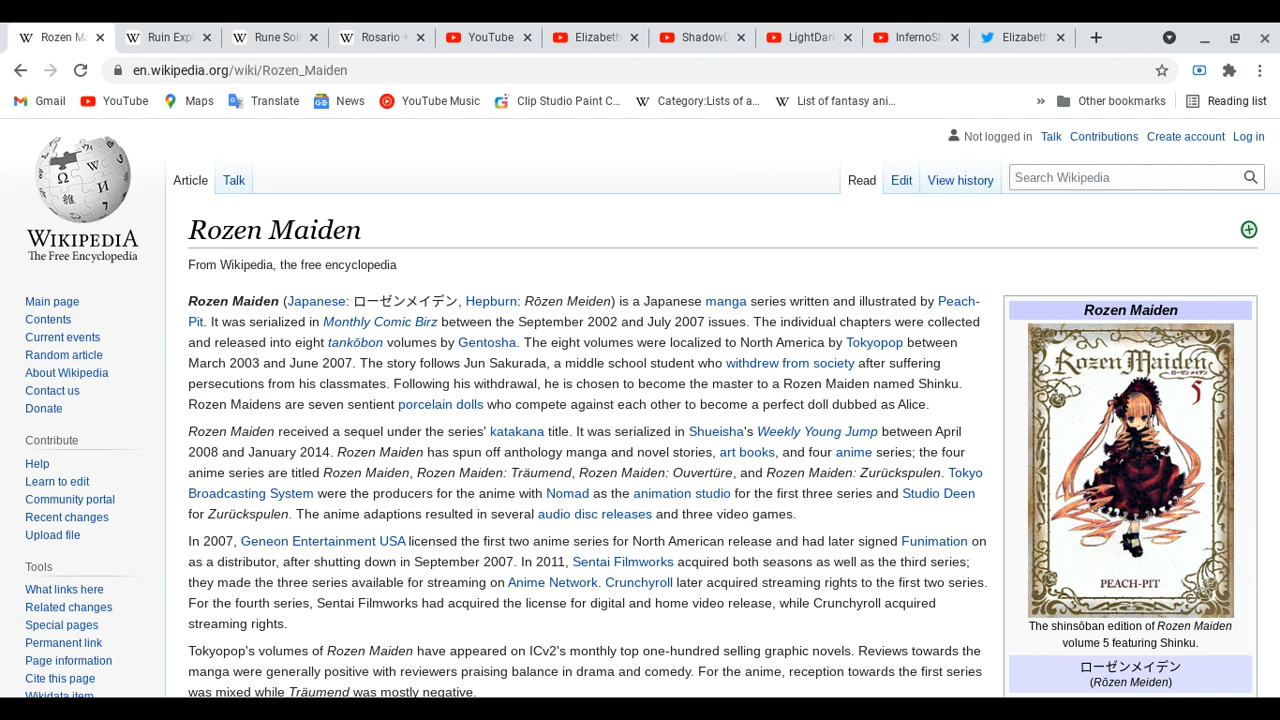 Rozen Ma
Ruin Expl
Rune Sol
Rosario +
YouTube
Elizabeth
ShadowD
LightDark
InfernoSh
Elizabeth
en.wikipedia.org/wiki/Rozen_Maiden
Gmail
YouTube
Maps
Translate
News
YouTube Music
Clip Studio Paint C...
Category:Lists of a...
List of fantasy ani...
»
Other bookmarks
Reading list
Not logged in Talk Contributions Create account Log in
Article Talk
Read Edit View history
Search Wikipedia
WIKIPEDIA
The Free Encyclopedia
Main page
Contents
Current events
Random article
About Wikipedia
Contact us
Donate
Contribute
Help
Learn to edit
Community portal
Recent changes
Upload file
Tools
What links here
Related changes
Special pages
Permanent link
Page information
Cite this page
Wikidata item
Rozen Maiden
From Wikipedia, the free encyclopedia
Rozen Maiden (Japanese: ローゼンメイデン, Hepburn: Rōzen Meiden) is a Japanese manga series written and illustrated by Peach-
Pit. It was serialized in Monthly Comic Birz between the September 2002 and July 2007 issues. The individual chapters were collected
and released into eight tankōbon volumes by Gentosha. The eight volumes were localized to North America by Tokyopop between
March 2003 and June 2007. The story follows Jun Sakurada, a middle school student who withdrew from society after suffering
persecutions from his classmates. Following his withdrawal, he is chosen to become the master to a Rozen Maiden named Shinku.
Rozen Maidens are seven sentient porcelain dolls who compete against each other to become a perfect doll dubbed as Alice.
Rozen Maiden received a sequel under the series' katakana title. It was serialized in Shueisha's Weekly Young Jump between April
2008 and January 2014. Rozen Maiden has spun off anthology manga and novel stories, art books, and four anime series; the four
anime series are titled Rozen Maiden, Rozen Maiden: Träumend, Rozen Maiden: Ouvertüre, and Rozen Maiden: Zurückspulen. Tokyo
Broadcasting System were the producers for the anime with Nomad as the animation studio for the first three series and Studio Deen
for Zurückspulen. The anime adaptions resulted in several audio disc releases and three video games.
In 2007, Geneon Entertainment USA licensed the first two anime series for North American release and had later signed Funimation on
as a distributor, after shutting down in September 2007. In 2011, Sentai Filmworks acquired both seasons as well as the third series;
they made the three series available for streaming on Anime Network. Crunchyroll later acquired streaming rights to the first two series.
For the fourth series, Sentai Filmworks had acquired the license for digital and home video release, while Crunchyroll acquired
streaming rights.
Tokyopop's volumes of Rozen Maiden have appeared on ICv2's monthly top one-hundred selling graphic novels. Reviews towards the
manga were generally positive with reviewers praising balance in drama and comedy. For the anime, reception towards the first series
was mixed while Träumend was mostly negative.
Rozen Maiden
Rozen Maiden
ローゼンメイデン
5
PEACH-PIT
The shinsōban edition of Rozen Maiden
volume 5 featuring Shinku.
ローゼンメイデン
(Rōzen Meiden)